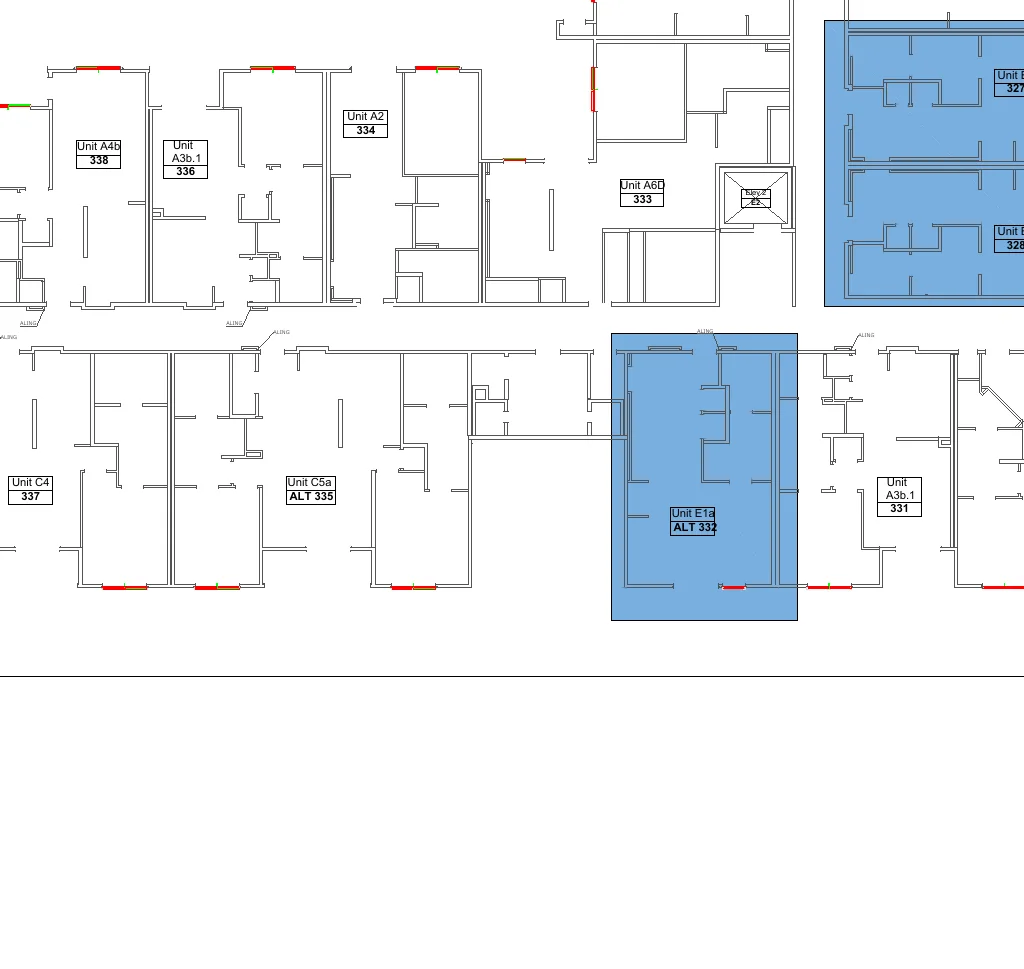 Unit E
327
Unit A2
334
Unit A4b
338
Unit
A3b.1
336
Unit A6D
333
Elev 2
E2
Unit E
328
ALING
ALING
ALING
ALING
ALING
ALING
Unit C4
337
Unit C5a
ALT 335
Unit
A3b.1
331
Unit E1a
ALT 332